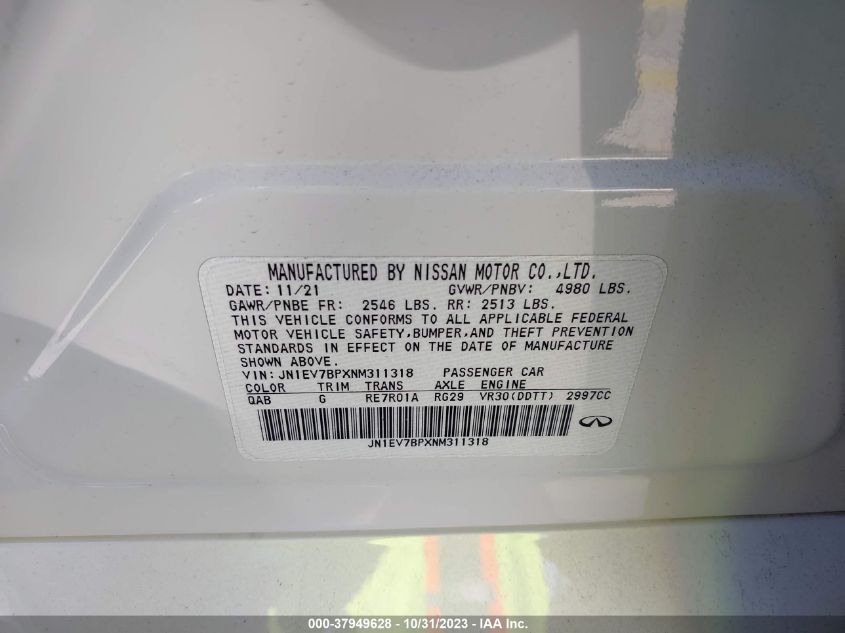 MANUFACTURED BY NISSAN MOTOR CO.,LTD.
DATE: 11/21 GVWR/PNBV: 4980 LBS.
GAWR/PNBE FR: 2546 LBS. RR: 2513 LBS.
THIS VEHICLE CONFORMS TO ALL APPLICABLE FEDERAL
MOTOR VEHICLE SAFETY,BUMPER,AND THEFT PREVENTION
STANDARDS IN EFFECT ON THE DATE OF MANUFACTURE
SHOWN ABOVE.
VIN: JN1EV7BPXNM311318 PASSENGER CAR
COLOR TRIM TRANS AXLE ENGINE
QAB G RE7R01A RG29 VR30(DDTT) 2997CC
JN1EV7BPXNM311318
000-37949628 - 10/31/2023 - IAA Inc.